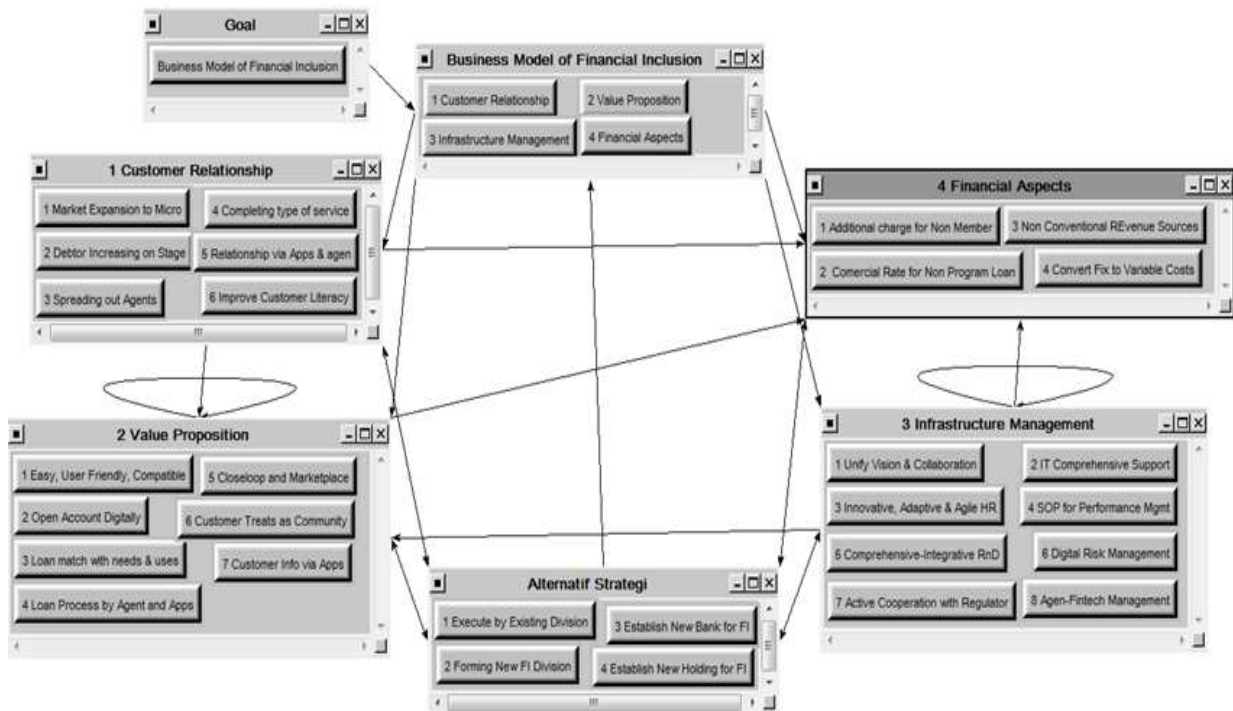 Goal
Business Model of Financial Inclusion
Business Model of Financial Inclusion
1 Customer Relationship
2 Value Proposition
3 Infrastructure Management
4 Financial Aspects
1 Customer Relationship
1 Market Expansion to Micro
4 Completing type of service
2 Debtor Increasing on Stage
5 Relationship via Apps & agen
3 Spreading out Agents
6 Improve Customer Literacy
4 Financial Aspects
1 Additional charge for Non Member
3 Non Conventional REvenue Sources
2 Comercial Rate for Non Program Loan
4 Convert Fix to Variable Costs
2 Value Proposition
1 Easy, User Friendly, Compatible
5 Closeloop and Marketplace
2 Open Account Digitally
6 Customer Treats as Community
3 Loan match with needs & uses
7 Customer Info via Apps
4 Loan Process by Agent and Apps
3 Infrastructure Management
1 Unify Vision & Collaboration
2 IT Comprehensive Support
3 Innovative, Adaptive & Agile HR
4 SOP for Performance Mgmt
5 Comprehensive-Integrative RnD
6 Digital Risk Management
7 Active Cooperation with Regulator
8 Agen-Fintech Management
Alternatif Strategi
1 Execute by Existing Division
3 Establish New Bank for FI
2 Forming New FI Division
4 Establish New Holding for FI